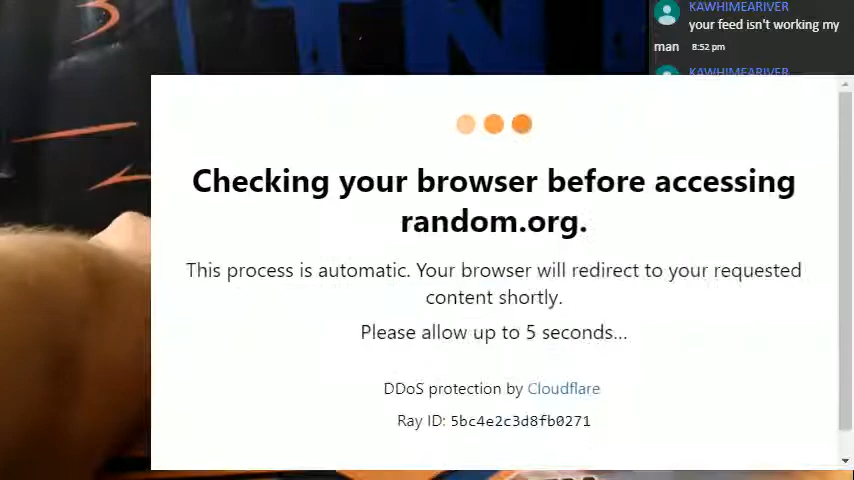 KAWHIMEARIVER
your feed isn't working my
man 8:52 pm
KAWHIMEARIVER
Checking your browser before accessing
random.org.
This process is automatic. Your browser will redirect to your requested
content shortly.
Please allow up to 5 seconds...
DDoS protection by Cloudflare
Ray ID: 5bc4e2c3d8fb0271